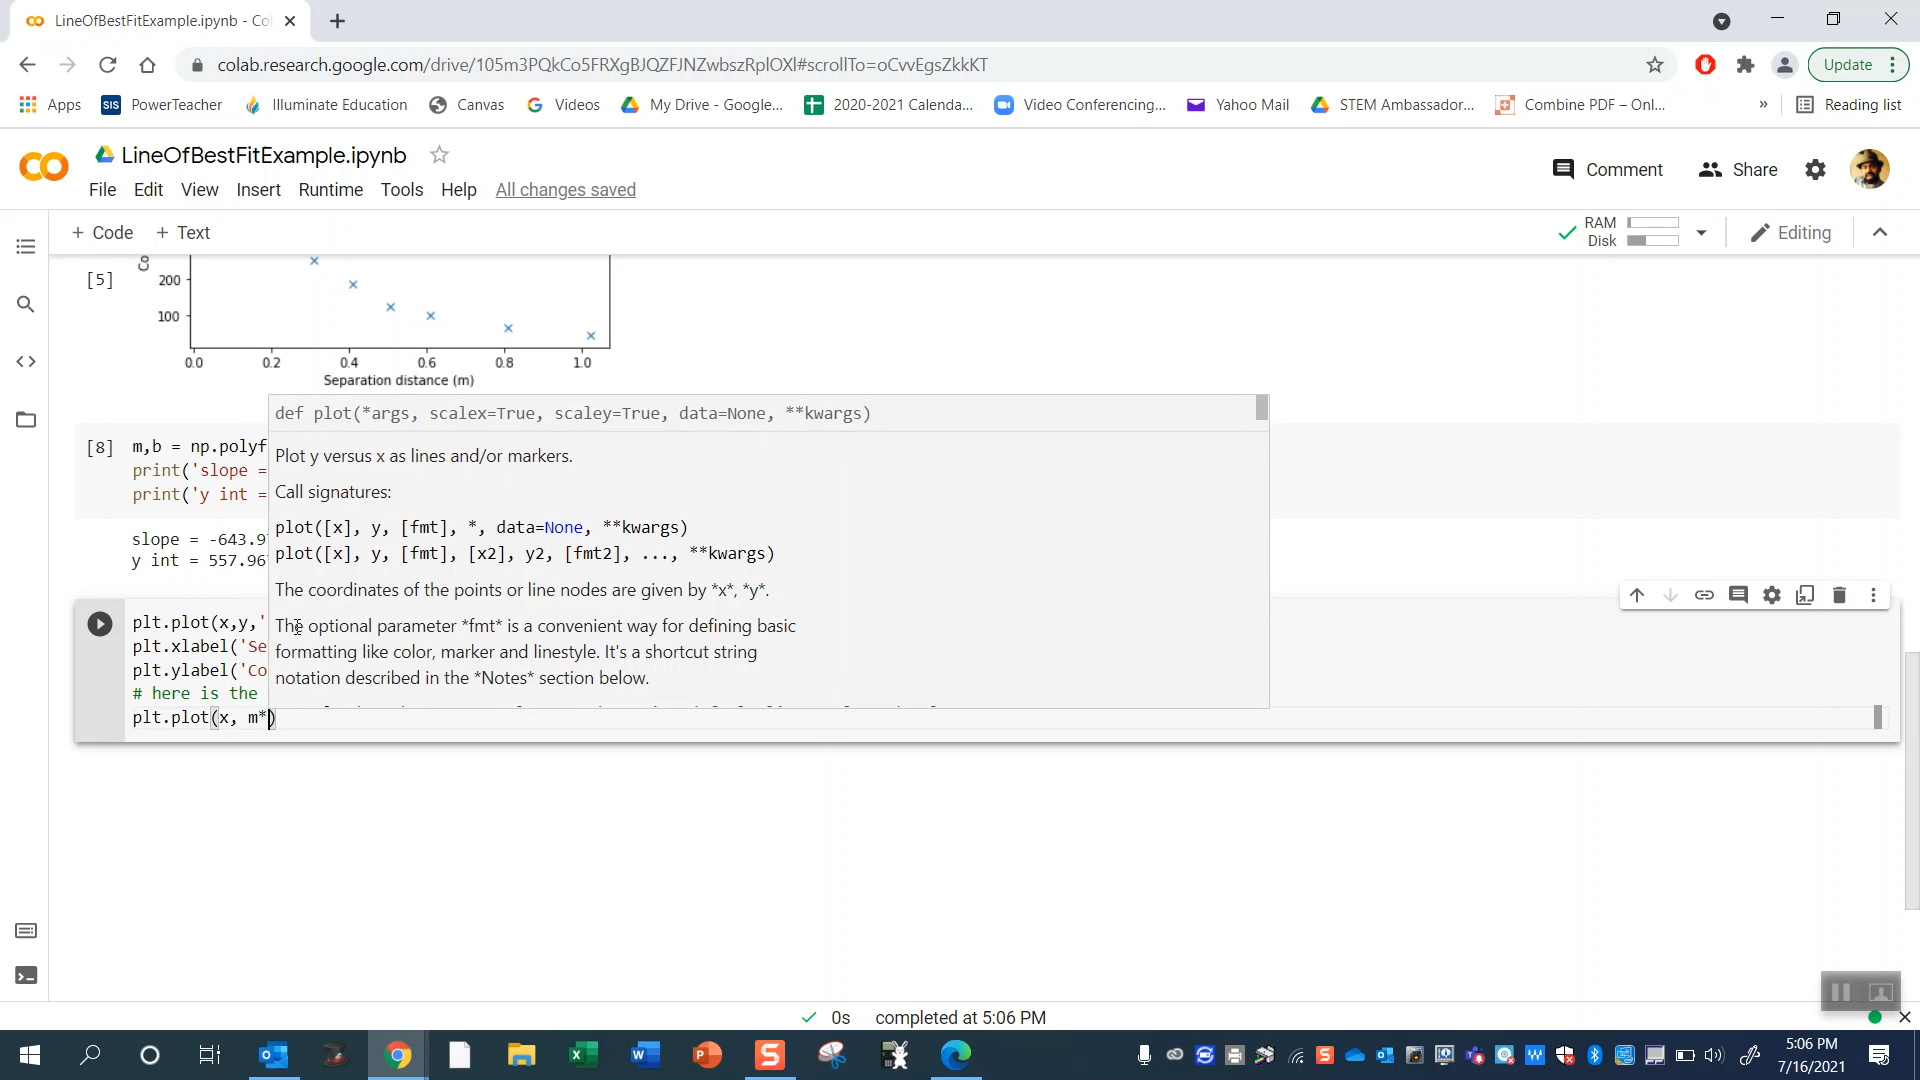 LineOfBestFitExample.ipynb - Co
colab.research.google.com/drive/105m3PQkCo5FRXgBJQZFJNZwbszRplOXl#scrollTo=oCvvEgsZkkKT
Update
Apps
SIS PowerTeacher
Illuminate Education
Canvas
Videos
My Drive - Google...
2020-2021 Calenda...
Video Conferencing...
Yahoo Mail
STEM Ambassador...
Combine PDF – Onl...
»
Reading list
LineOfBestFitExample.ipynb
Comment
Share
File Edit View Insert Runtime Tools Help All changes saved
+ Code + Text
RAM
Disk
Editing
[5]
Co
200
100
0.0 0.2 0.4 0.6 0.8 1.0
Separation distance (m)
def plot(*args, scalex=True, scaley=True, data=None, **kwargs)
Plot y versus x as lines and/or markers.
Call signatures:
plot([x], y, [fmt], *, data=None, **kwargs)
plot([x], y, [fmt], [x2], y2, [fmt2], ..., **kwargs)
The coordinates of the points or line nodes are given by *x*, *y*.
The optional parameter *fmt* is a convenient way for defining basic
formatting like color, marker and linestyle. It's a shortcut string
notation described in the *Notes* section below.
[8] m,b = np.polyf
print('slope =
print('y int =
slope = -643.9
y int = 557.96
plt.plot(x,y,'
plt.xlabel('Se
plt.ylabel('Co
# here is the
plt.plot(x, m*)
0s completed at 5:06 PM
5:06 PM
7/16/2021